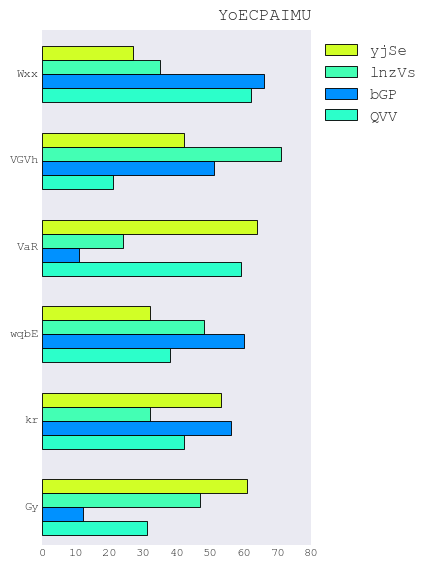 YoECPAIMU
yjSe
lnzVs
bGP
QVV
Wxx
VGVh
VaR
wqbE
kr
Gy
0 10 20 30 40 50 60 70 80